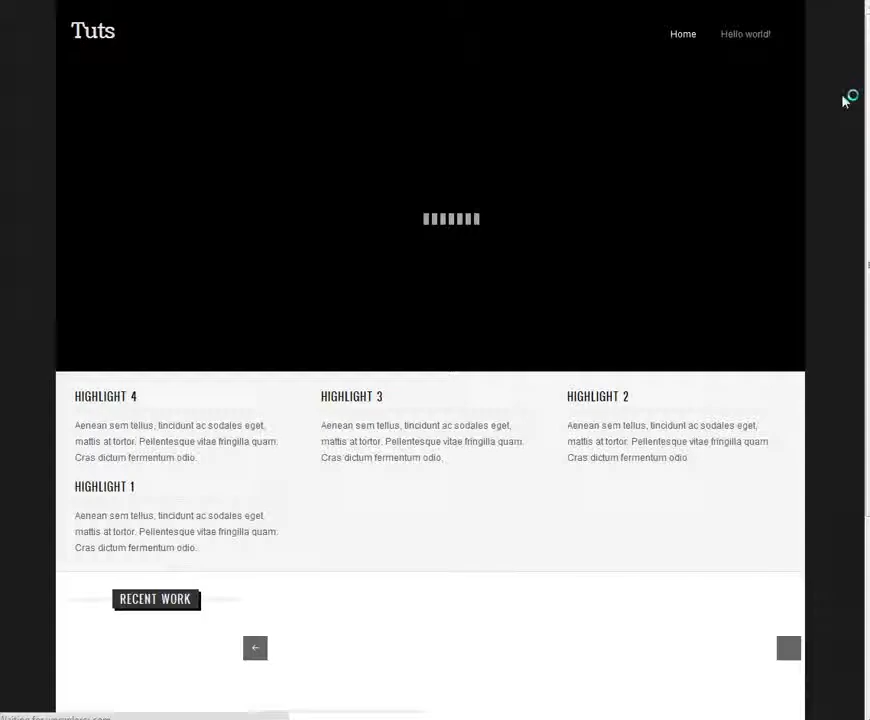 Tuts
Home
Hello world!
HIGHLIGHT 4
Aenean sem tellus, tincidunt ac sodales eget,
mattis at tortor. Pellentesque vitae fringilla quam.
Cras dictum fermentum odio.
HIGHLIGHT 3
Aenean sem tellus, tincidunt ac sodales eget,
mattis at tortor. Pellentesque vitae fringilla quam.
Cras dictum fermentum odio.
HIGHLIGHT 2
Aenean sem tellus, tincidunt ac sodales eget,
mattis at tortor. Pellentesque vitae fringilla quam.
Cras dictum fermentum odio.
HIGHLIGHT 1
Aenean sem tellus, tincidunt ac sodales eget,
mattis at tortor. Pellentesque vitae fringilla quam.
Cras dictum fermentum odio.
RECENT WORK